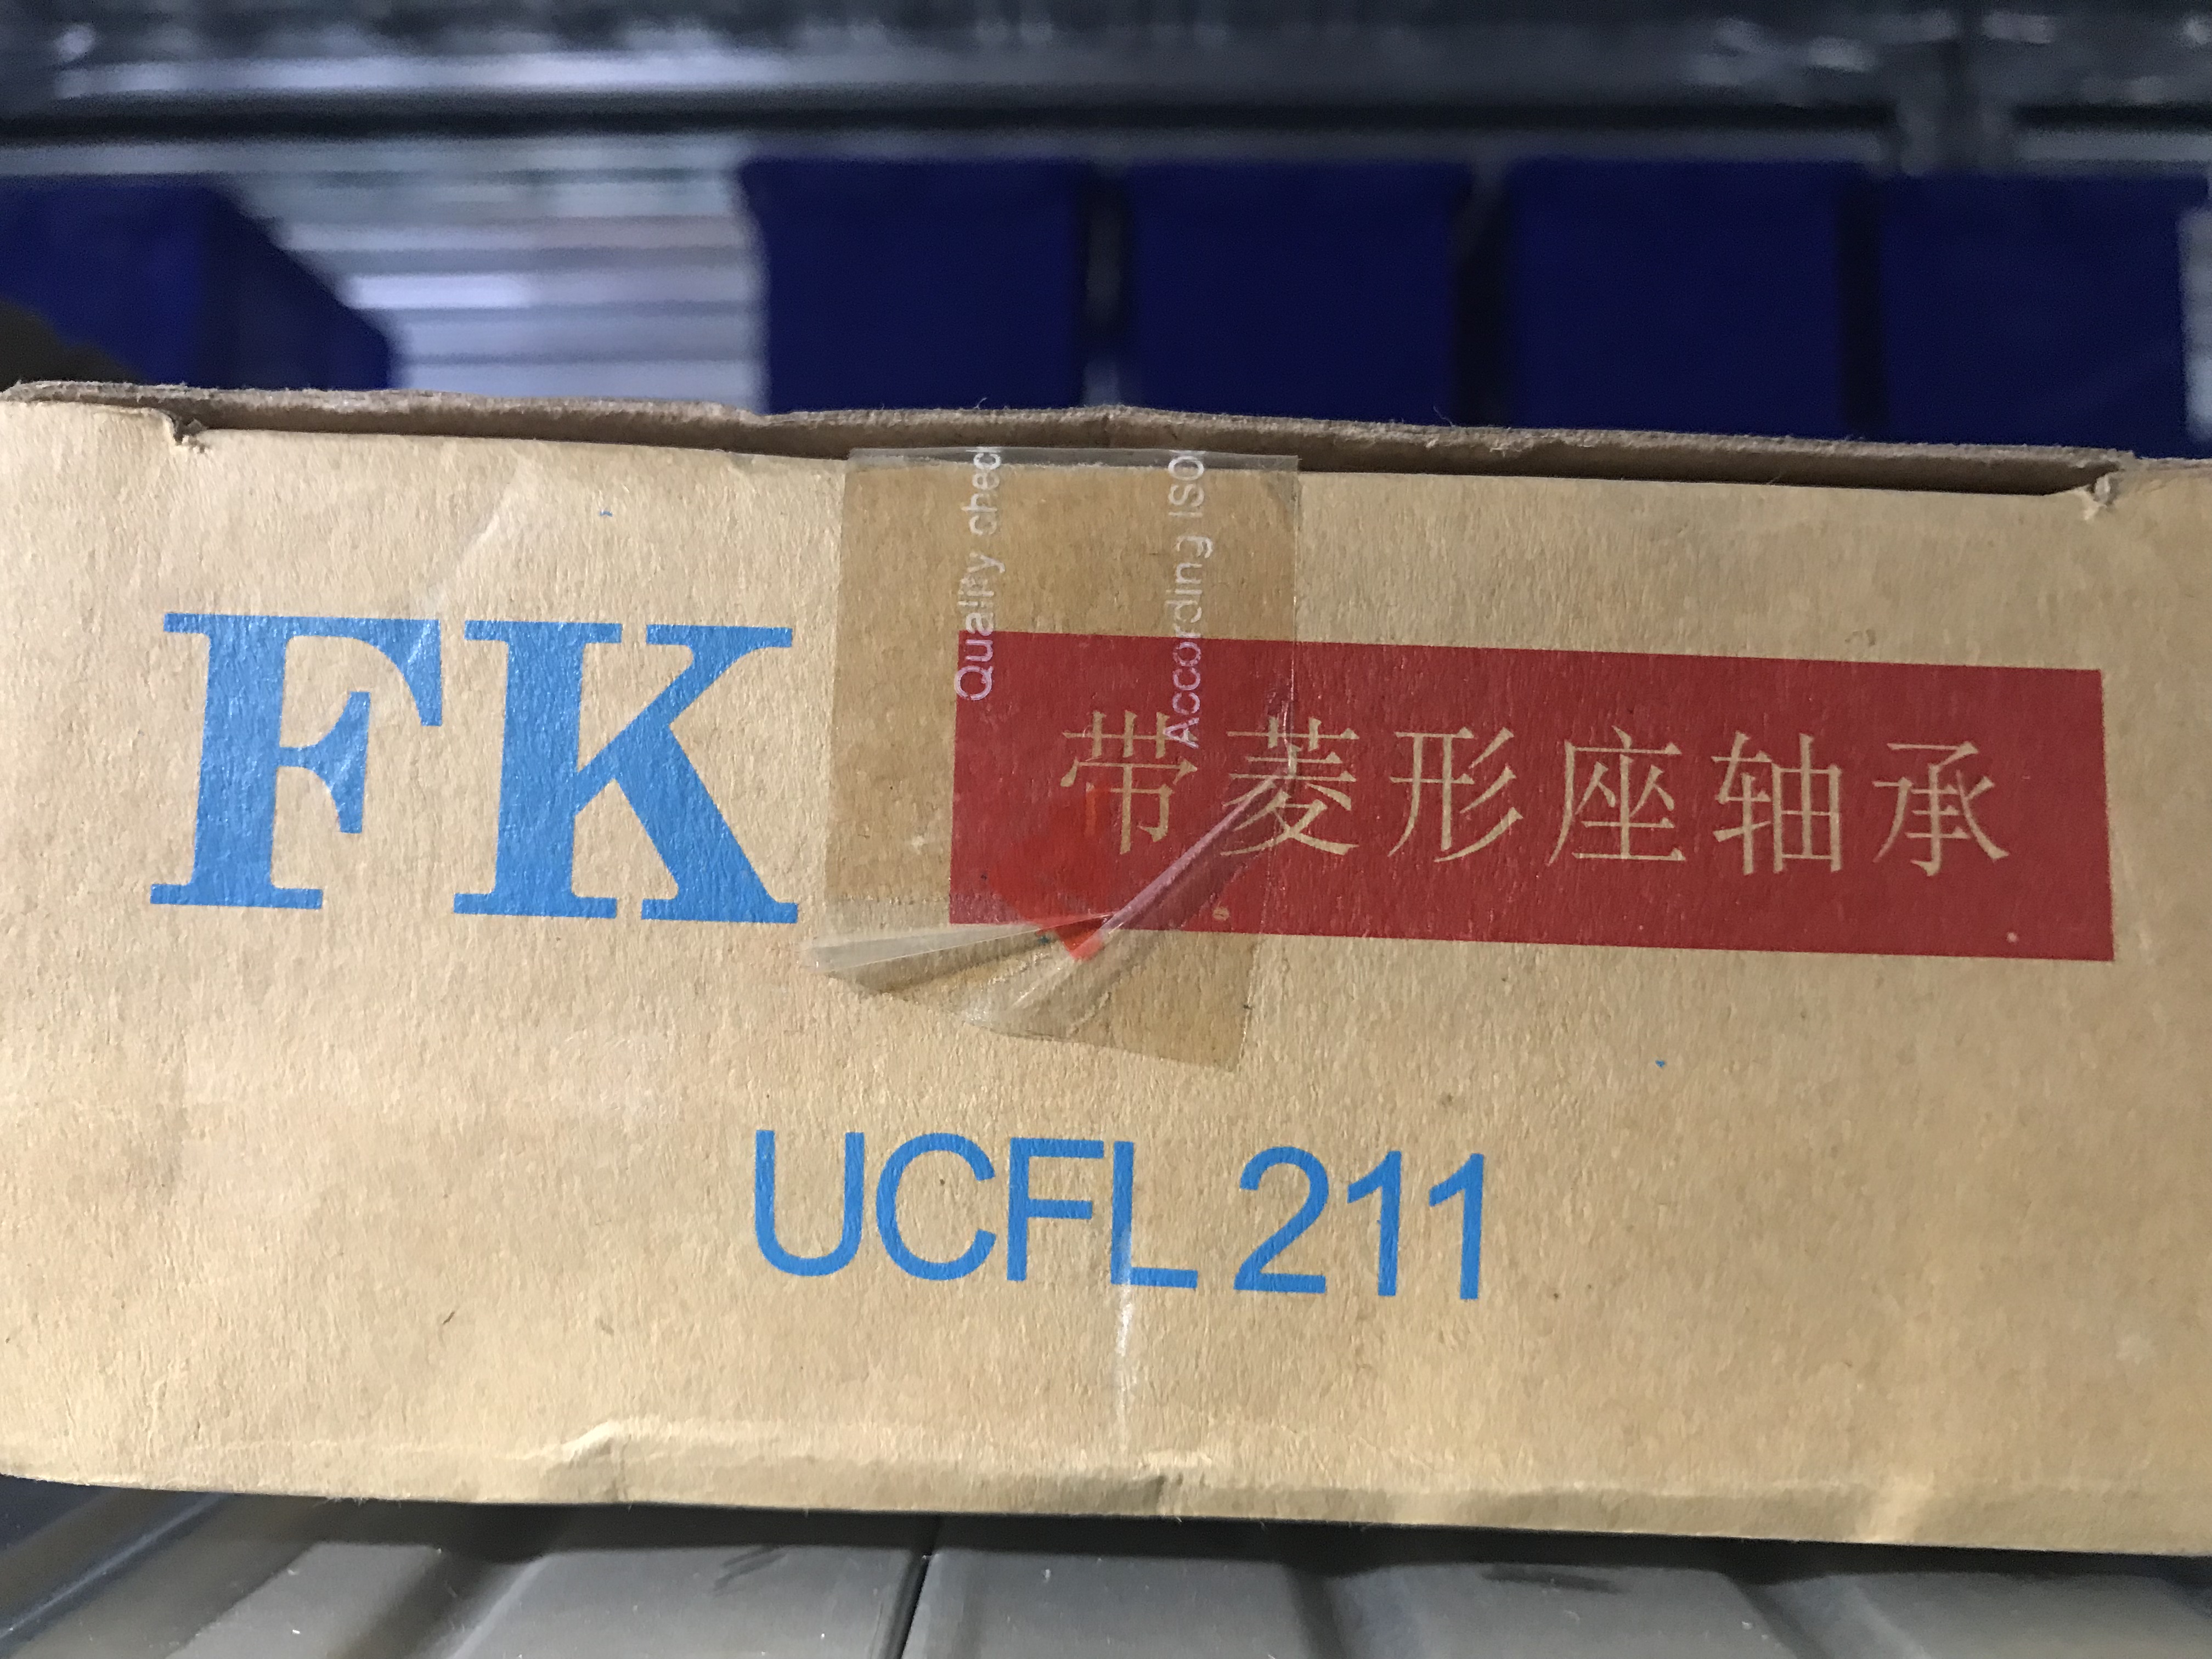 Quality chec
According ISO
FK
带菱形座轴承
UCFL 211